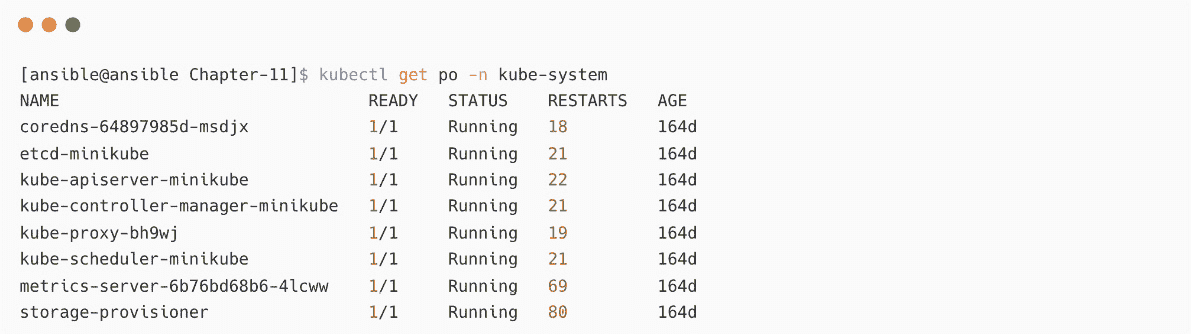 [ansible@ansible Chapter-11]$ kubectl get po -n kube-system
NAME                               READY   STATUS    RESTARTS   AGE
coredns-64897985d-msdjx            1/1     Running   18         164d
etcd-minikube                      1/1     Running   21         164d
kube-apiserver-minikube            1/1     Running   22         164d
kube-controller-manager-minikube   1/1     Running   21         164d
kube-proxy-bh9wj                   1/1     Running   19         164d
kube-scheduler-minikube            1/1     Running   21         164d
metrics-server-6b76bd68b6-4lcww    1/1     Running   69         164d
storage-provisioner                1/1     Running   80         164d